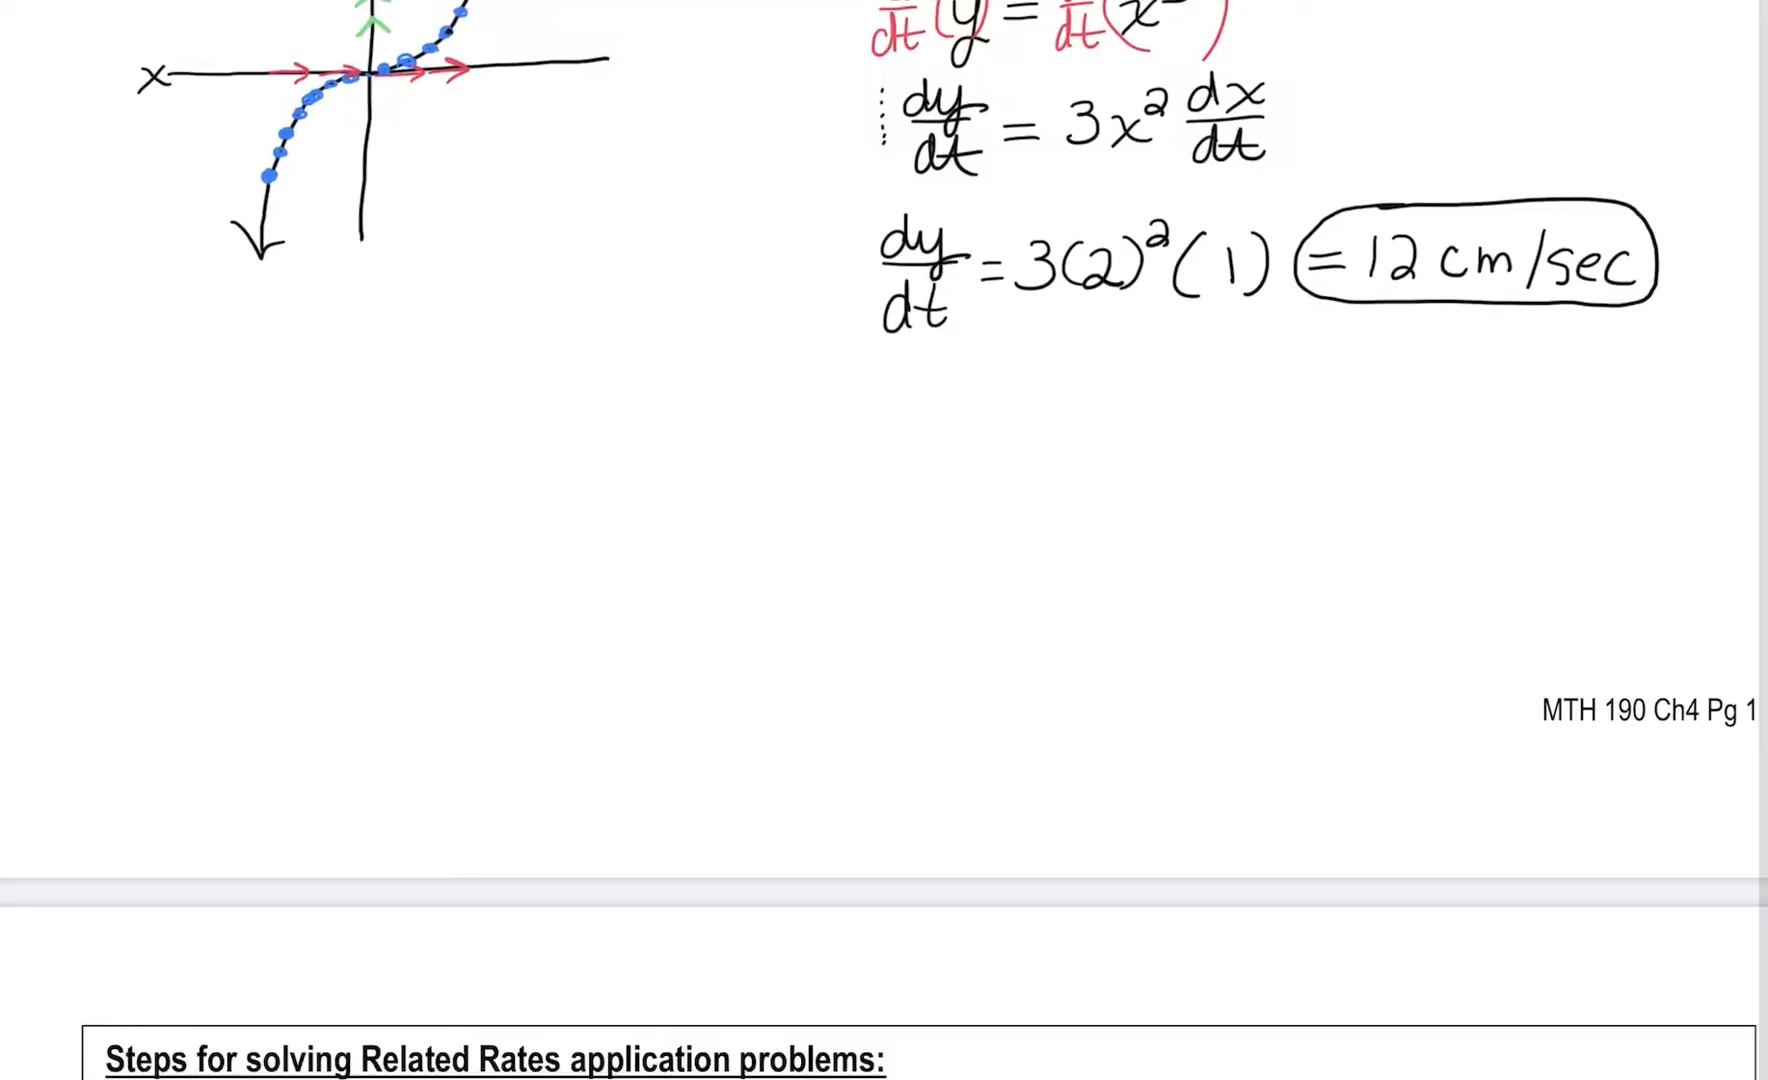 dt(y = dt(x )
x
dy/dt = 3x² dx/dt
dy/dt = 3(2)²(1) = 12 cm/sec
MTH 190 Ch4 Pg 1
Steps for solving Related Rates application problems: